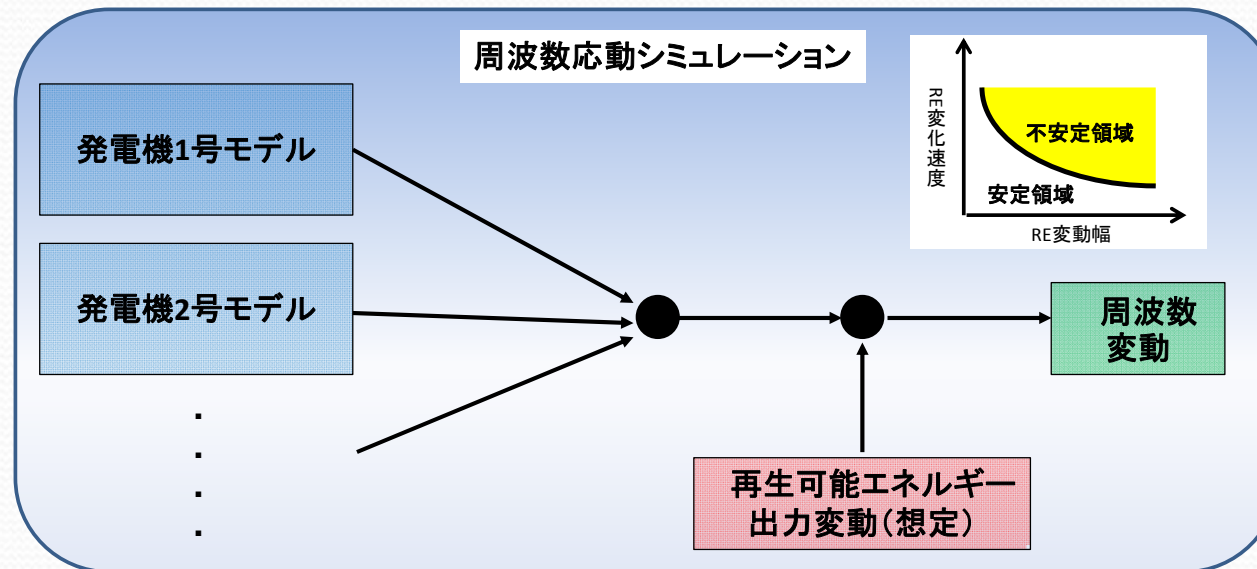 周波数応動シミュレーション
発電機1号モデル
発電機2号モデル
.
.
.
.
RE変化速度
不安定領域
安定領域
RE変動幅
周波数
変動
再生可能エネルギー
出力変動(想定)